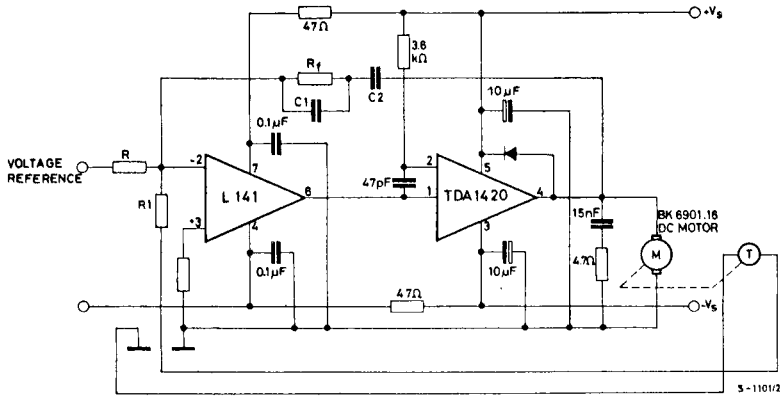 47Ω
+Vs
Rf
3.6
kΩ
C1
C2
10µF
0.1µF
VOLTAGE
REFERENCE
R
-2
7
2
5
47pF
L 141
6
1
TDA1420
4
R1
+3
4
3
15nF
BK 6901.16
DC MOTOR
M
T
0.1µF
10µF
4.7Ω
47Ω
-Vs
S-1101/2